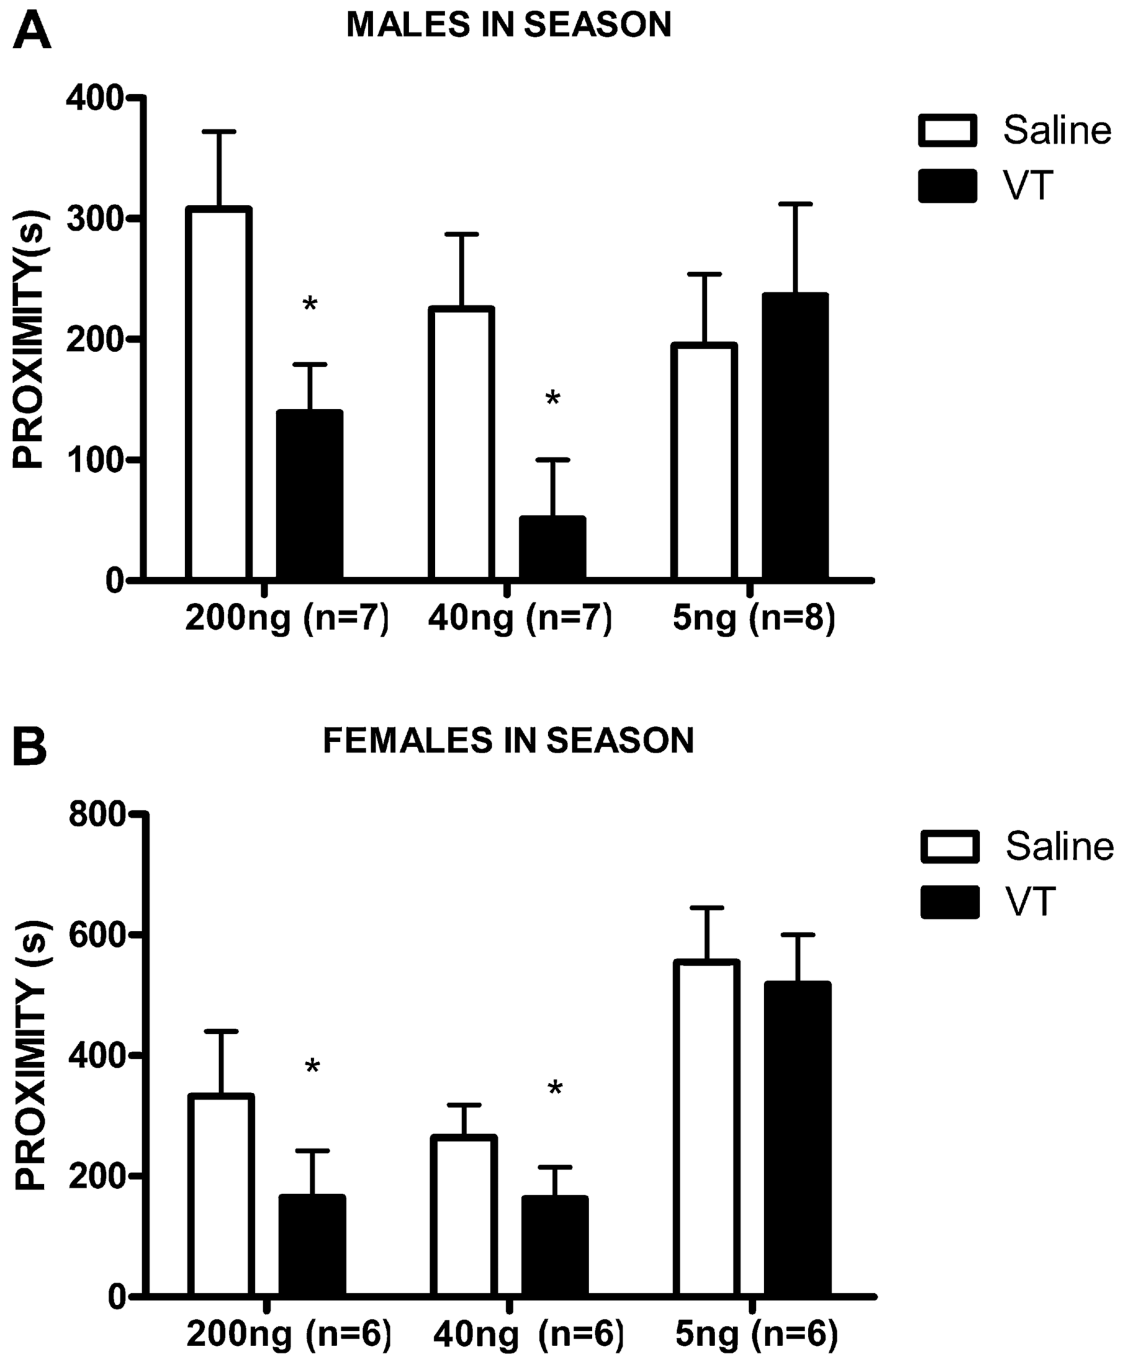 A
MALES IN SEASON
400
300
200
100
0
PROXIMITY(s)
*
*
Saline
VT
200ng (n=7)
40ng (n=7)
5ng (n=8)
B
FEMALES IN SEASON
800
600
400
200
0
PROXIMITY (s)
*
*
Saline
VT
200ng (n=6)
40ng (n=6)
5ng (n=6)